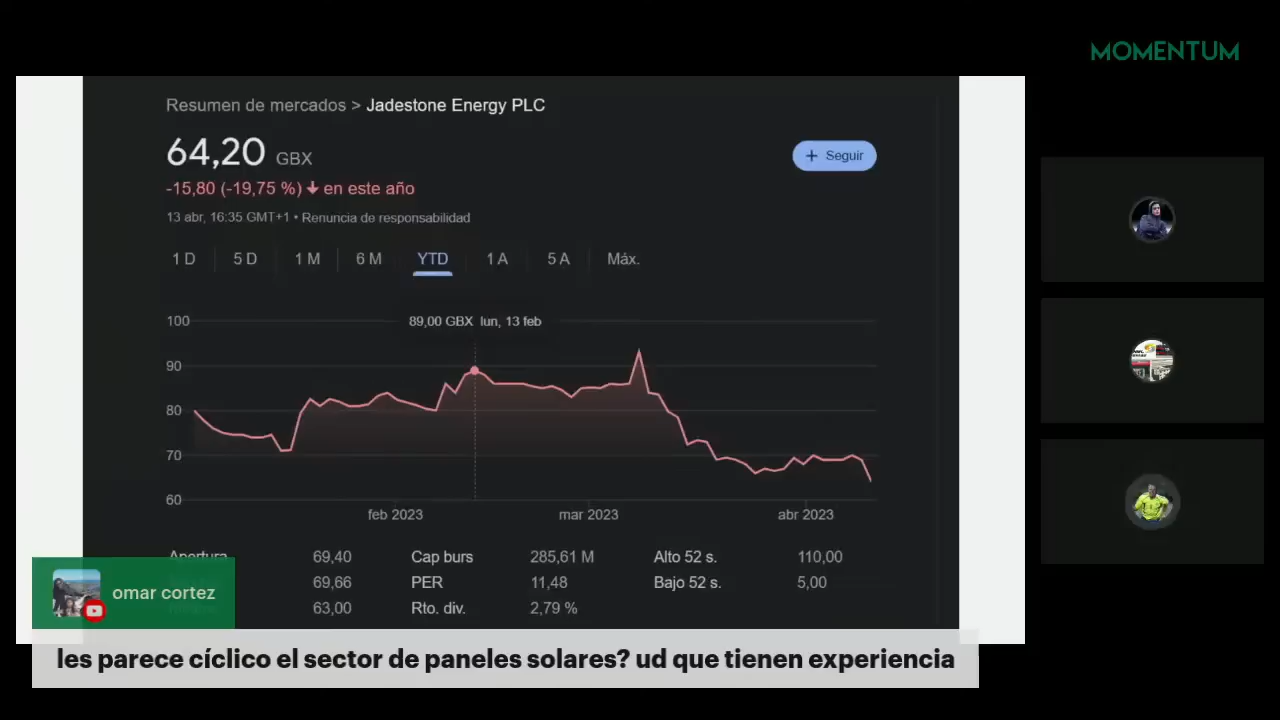 MOMENTUM
Resumen de mercados > Jadestone Energy PLC
64,20 GBX
+ Seguir
-15,80 (-19,75 %) ↓ en este año
13 abr, 16:35 GMT+1 • Renuncia de responsabilidad
1 D 5 D 1 M 6 M YTD 1 A 5 A Máx.
89,00 GBX lun, 13 feb
100
90
80
70
60
feb 2023 mar 2023 abr 2023
Apertura 69,40 Cap burs 285,61 M Alto 52 s. 110,00
69,66 PER 11,48 Bajo 52 s. 5,00
63,00 Rto. div. 2,79 %
omar cortez
les parece cíclico el sector de paneles solares? ud que tienen experiencia